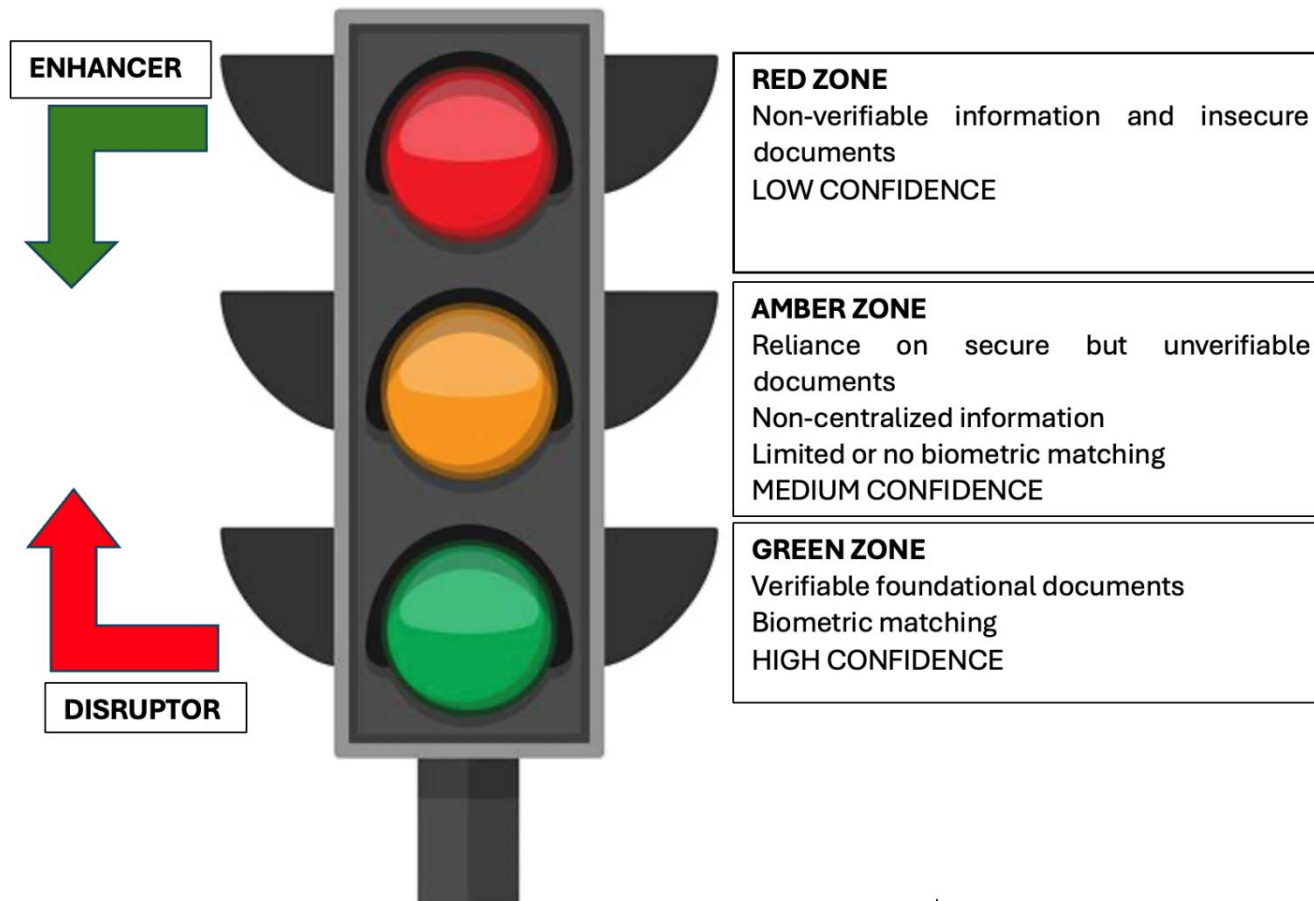 ENHANCER
RED ZONE
Non-verifiable information and insecure
documents
LOW CONFIDENCE
AMBER ZONE
Reliance on secure but unverifiable
documents
Non-centralized information
Limited or no biometric matching
MEDIUM CONFIDENCE
GREEN ZONE
Verifiable foundational documents
Biometric matching
HIGH CONFIDENCE
DISRUPTOR